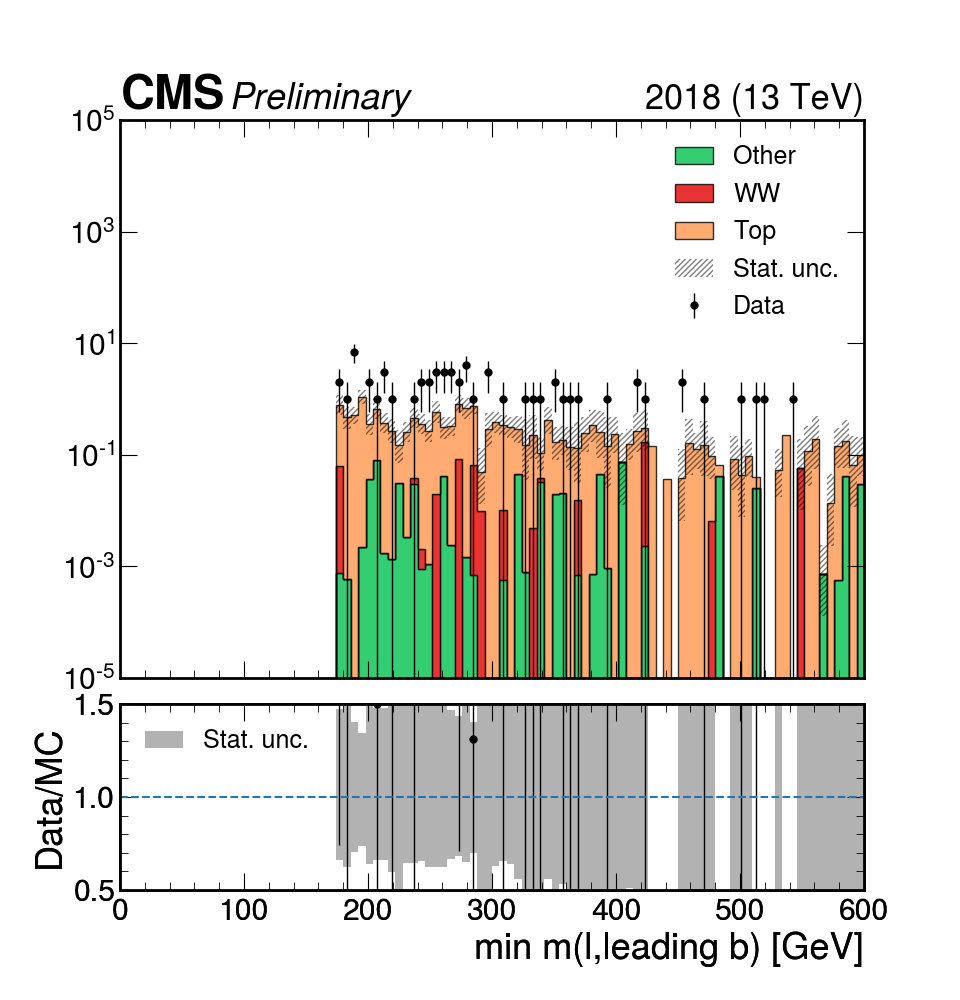 CMS Preliminary 2018 (13 TeV)
10^5
10^3
10^1
10^-1
10^-3
10^-5
Other
WW
Top
Stat. unc.
Data
Data/MC
1.5
1.0
0.5
Stat. unc.
0 100 200 300 400 500 600
min m(l,leading b) [GeV]